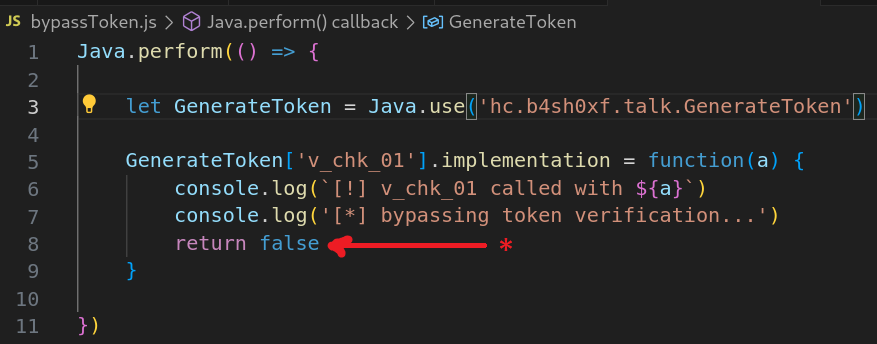 JS bypassToken.js > Java.perform() callback > GenerateToken
1 Java.perform(() => {
2
3 let GenerateToken = Java.use('hc.b4sh0xf.talk.GenerateToken')
4
5 GenerateToken['v_chk_01'].implementation = function(a) {
6 console.log(`[!] v_chk_01 called with ${a}`)
7 console.log('[*] bypassing token verification...')
8 return false *
9 }
10
11 })